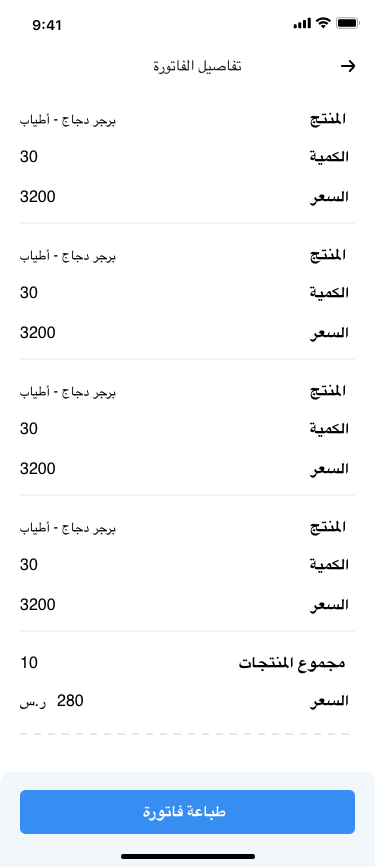 9:41
تفاصيل الفاتورة
المنتج برجر دجاج - أطياب
الكمية 30
السعر 3200
المنتج برجر دجاج - أطياب
الكمية 30
السعر 3200
المنتج برجر دجاج - أطياب
الكمية 30
السعر 3200
المنتج برجر دجاج - أطياب
الكمية 30
السعر 3200
مجموع المنتجات 10
السعر 280 ر.س
طباعة فاتورة